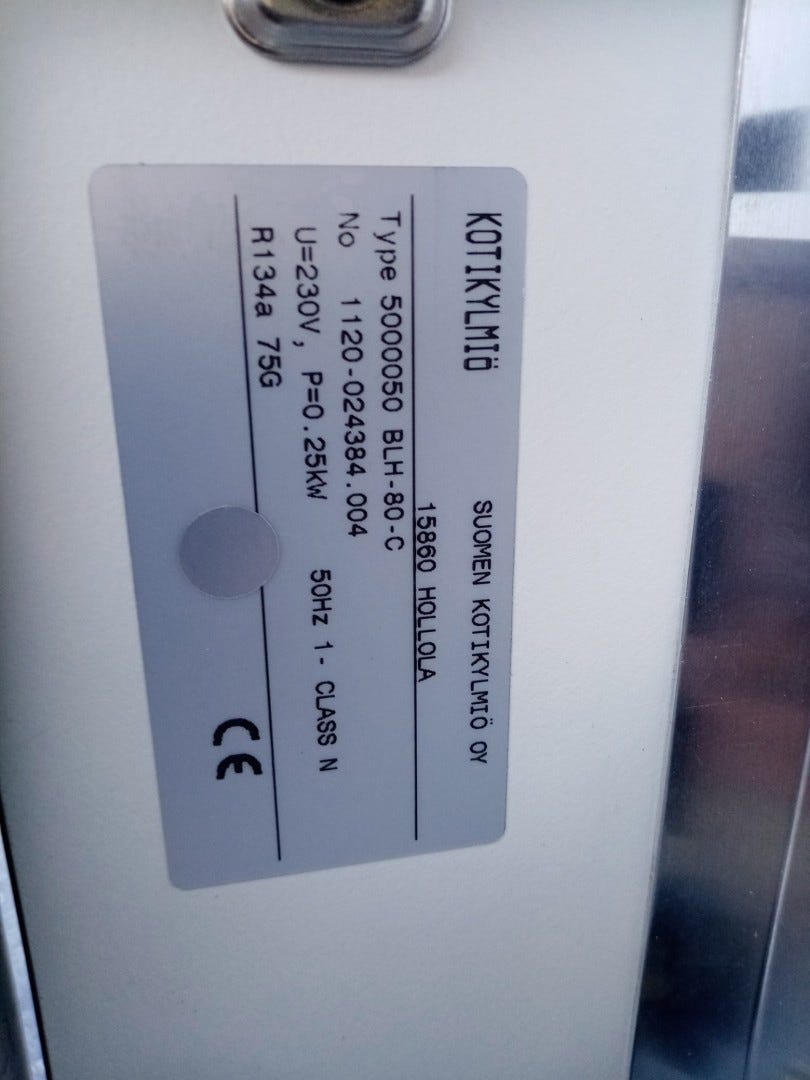 KOTIKYLMIÖ SUOMEN KOTIKYLMIÖ OY
15860 HOLLOLA
Type 5000050 BLH-80-C
No 1120-024384.004
U=230V, P=0.25kW 50Hz 1- CLASS N
R134a 75G
CE